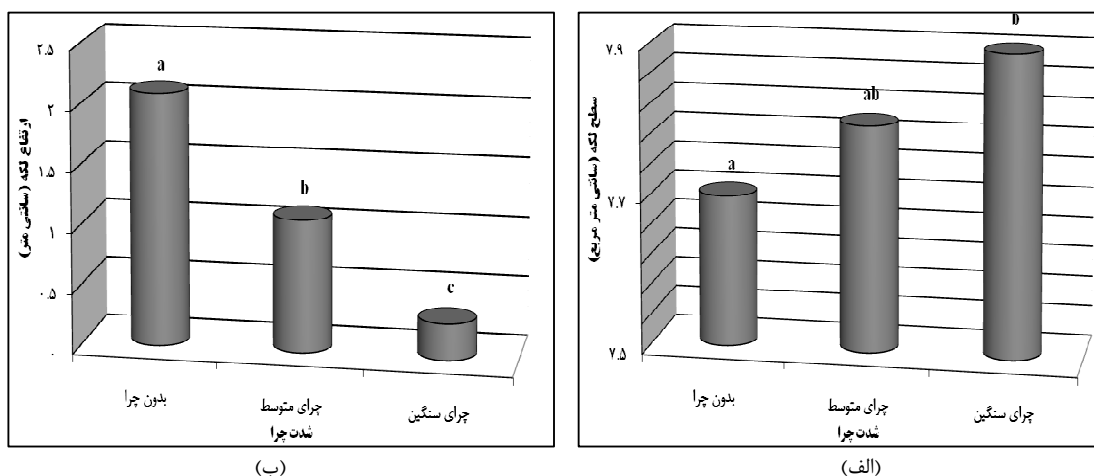 b
ab
a
۷.۹
۷.۷
۷.۵
سطح لکه (سانتی متر مربع)
بدون چرا
چرای متوسط
چرای سنگین
شدت چرا
(الف)
a
b
c
۲.۵
۲
۱.۵
۱
۰.۵
۰
ارتفاع لکه (سانتی متر)
بدون چرا
چرای متوسط
چرای سنگین
شدت چرا
(ب)